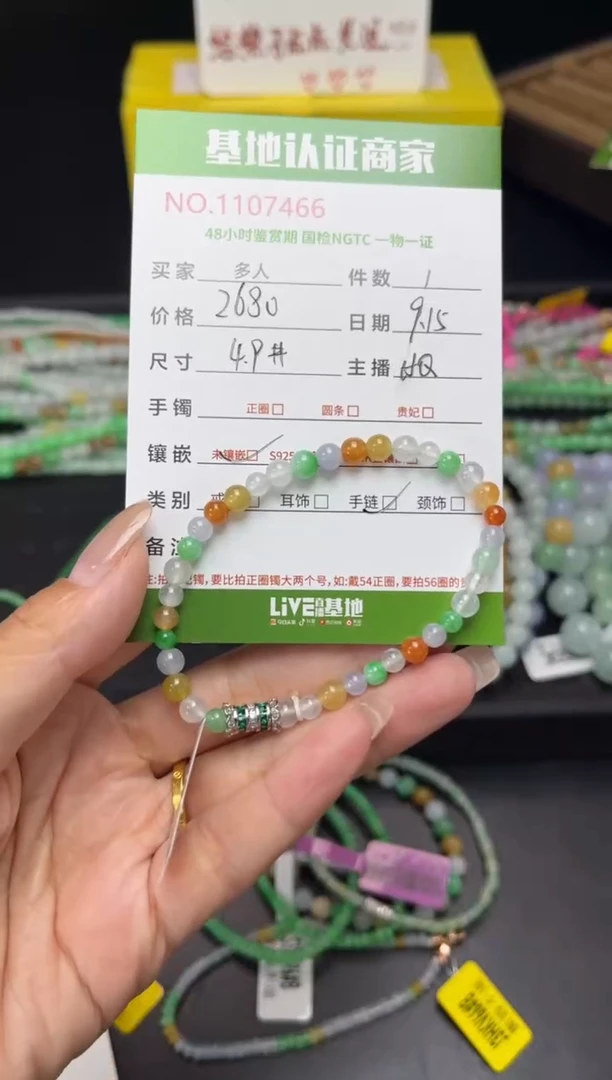 基地认证商家
NO.1107466
48小时鉴赏期 国检NGTC 一物一证
买家 多人 件数 1
价格 2680 日期 9.15
尺寸 4.9# 主播 HQ
手镯 正圈□ 圆条□ 贵妃□
镶嵌 未镶嵌□ S925
类别 耳饰□ 手链□ 颈饰□
备注
要比拍正圈镯大两个号,如:戴54正圈,要拍56圈的
LiVE 基地